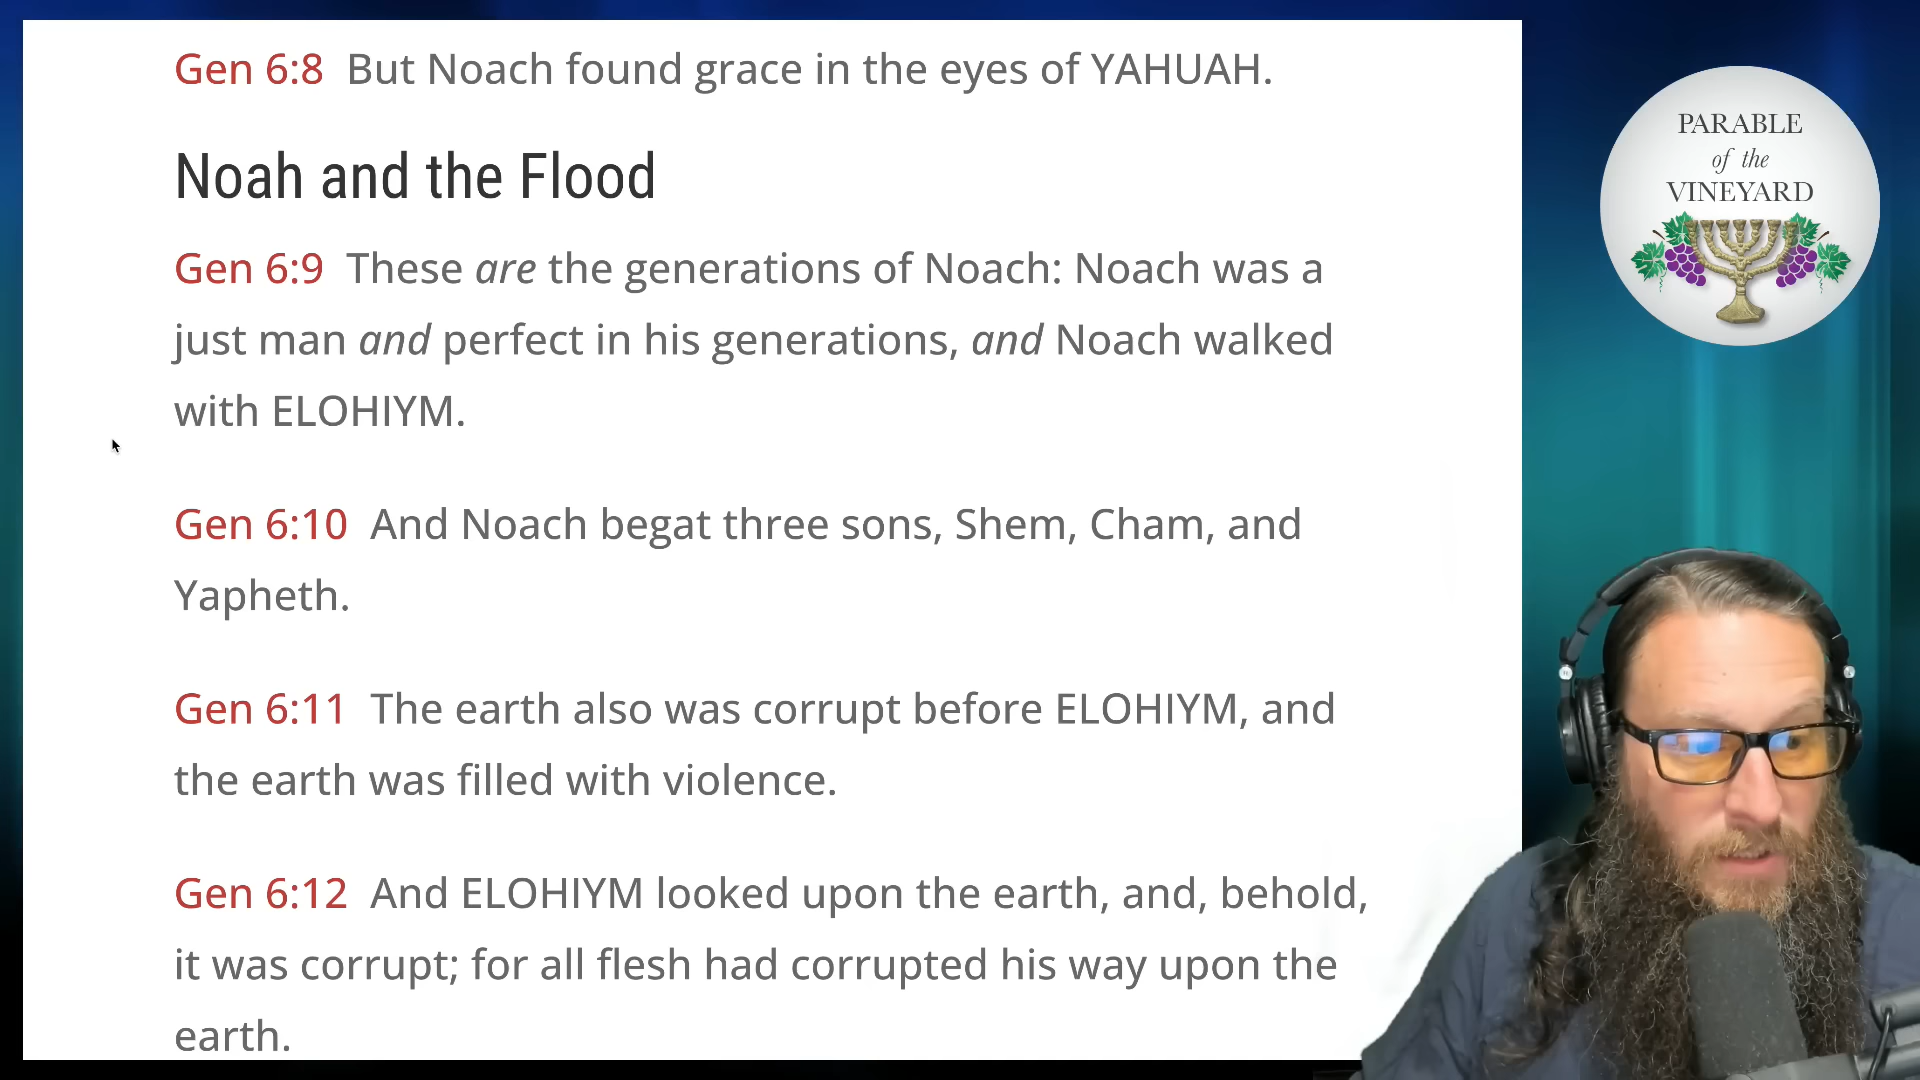 Gen 6:8 But Noach found grace in the eyes of YAHUAH.
Noah and the Flood
Gen 6:9 These are the generations of Noach: Noach was a
just man and perfect in his generations, and Noach walked
with ELOHIYM.
Gen 6:10 And Noach begat three sons, Shem, Cham, and
Yapheth.
Gen 6:11 The earth also was corrupt before ELOHIYM, and
the earth was filled with violence.
Gen 6:12 And ELOHIYM looked upon the earth, and, behold,
it was corrupt; for all flesh had corrupted his way upon the
earth.
PARABLE
of the
VINEYARD